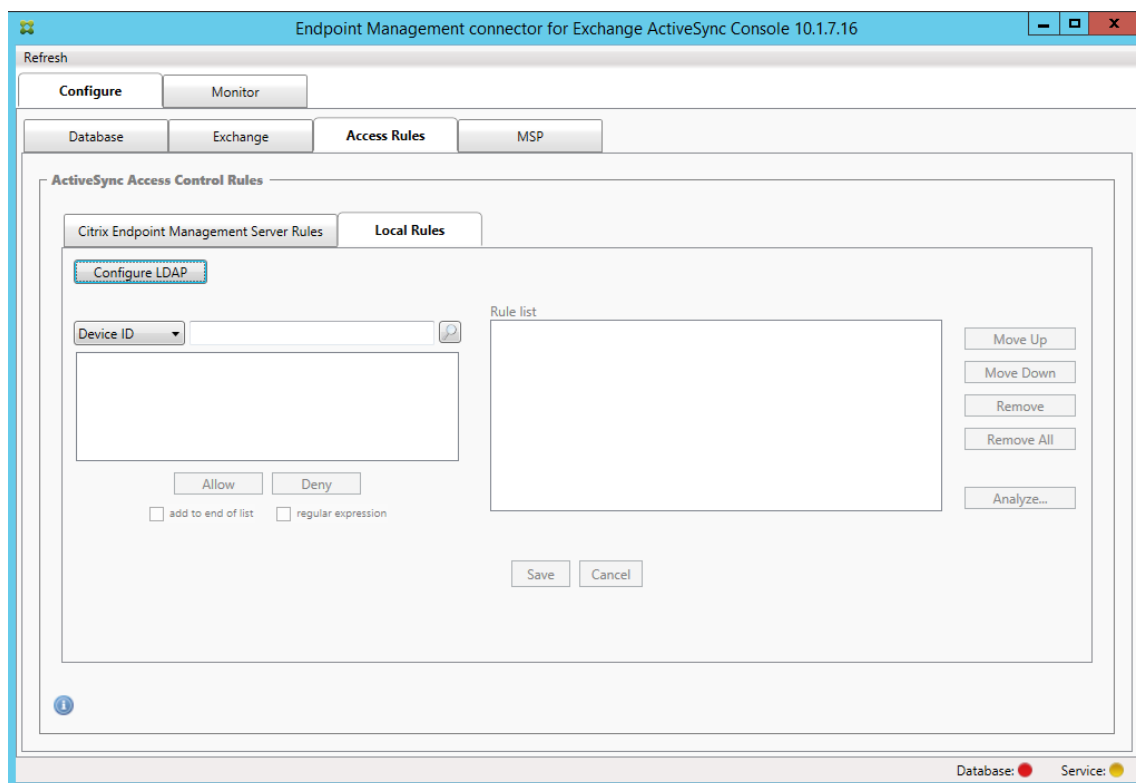 Endpoint Management connector for Exchange ActiveSync Console 10.1.7.16
Refresh
Configure Monitor
Database Exchange Access Rules MSP
ActiveSync Access Control Rules
Citrix Endpoint Management Server Rules Local Rules
Configure LDAP
Rule list
Device ID
Move Up
Move Down
Remove
Remove All
Allow Deny
Analyze...
add to end of list regular expression
Save Cancel
Database: Service: